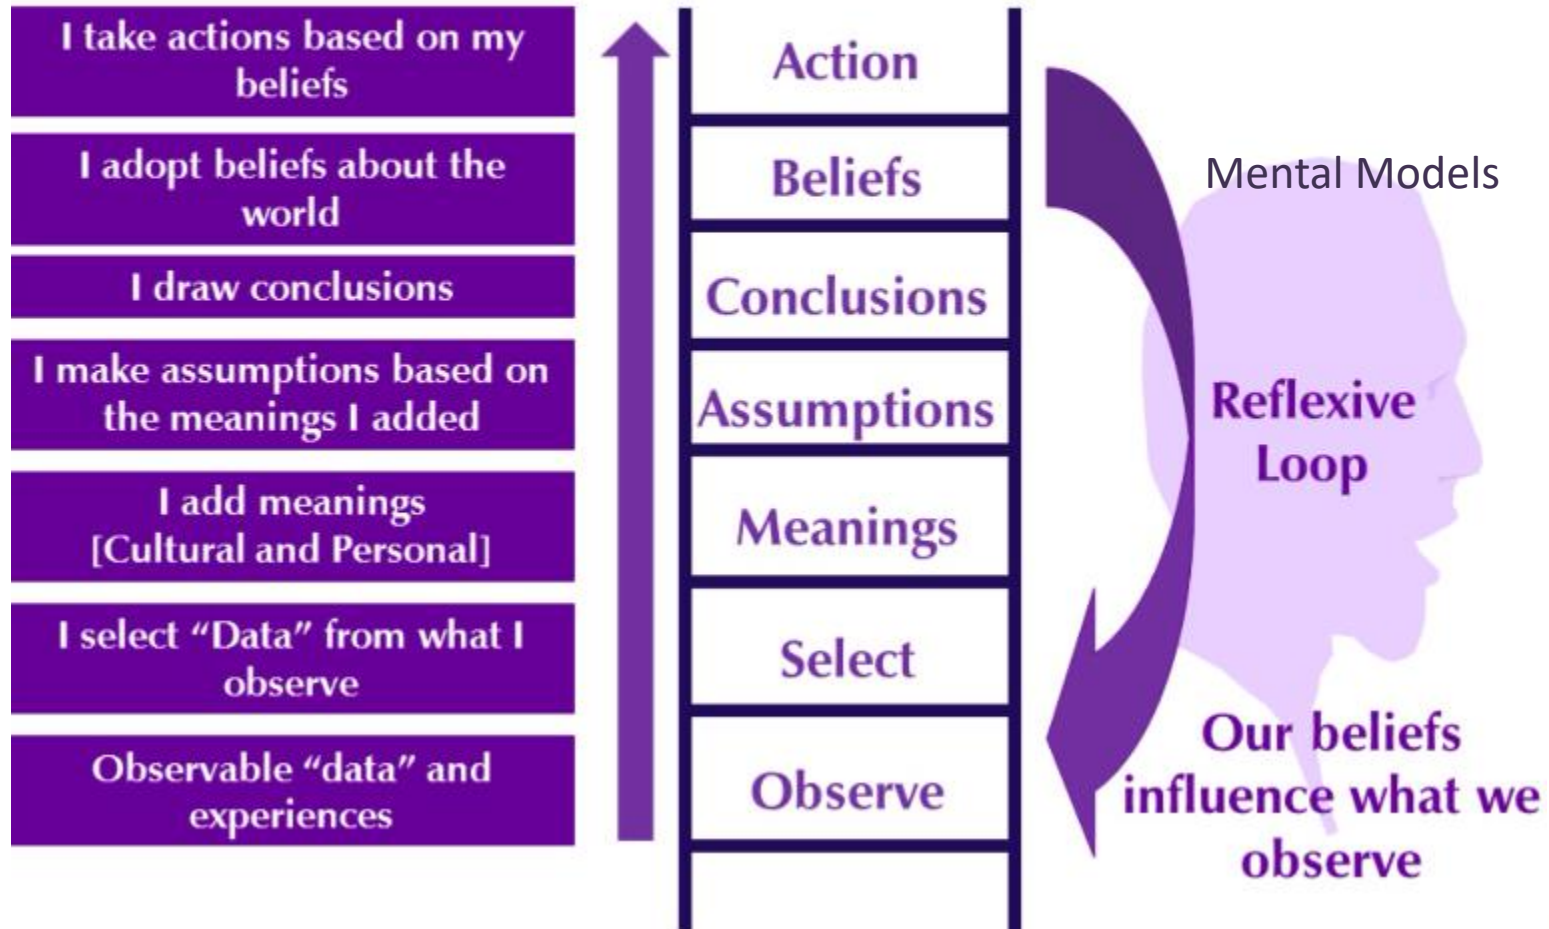 I take actions based on my
beliefs
I adopt beliefs about the
world
I draw conclusions
I make assumptions based on
the meanings I added
I add meanings
[Cultural and Personal]
I select “Data” from what I
observe
Observable “data” and
experiences
Action
Beliefs
Conclusions
Assumptions
Meanings
Select
Observe
Mental Models
Reflexive
Loop
Our beliefs
influence what we
observe